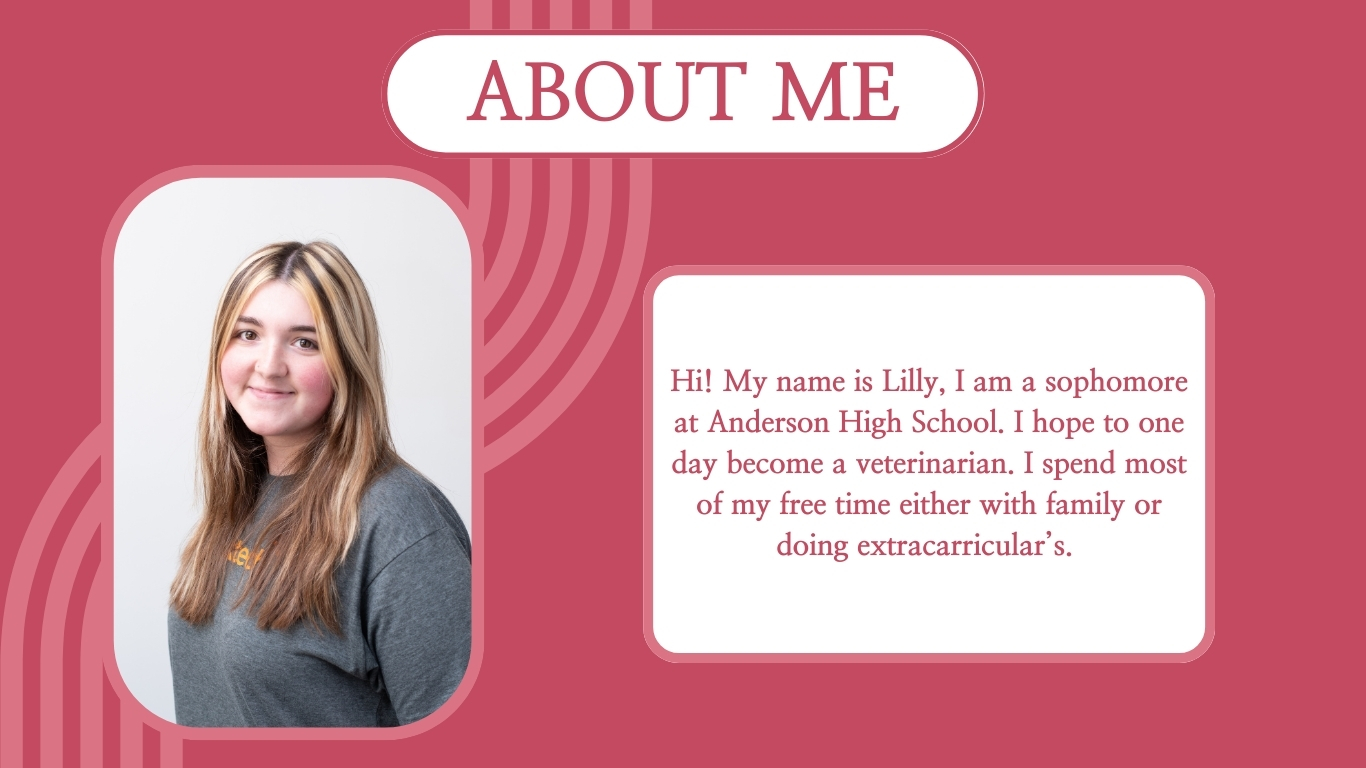 ABOUT ME
Hi! My name is Lilly, I am a sophomore
at Anderson High School. I hope to one
day become a veterinarian. I spend most
of my free time either with family or
doing extracarricular’s.